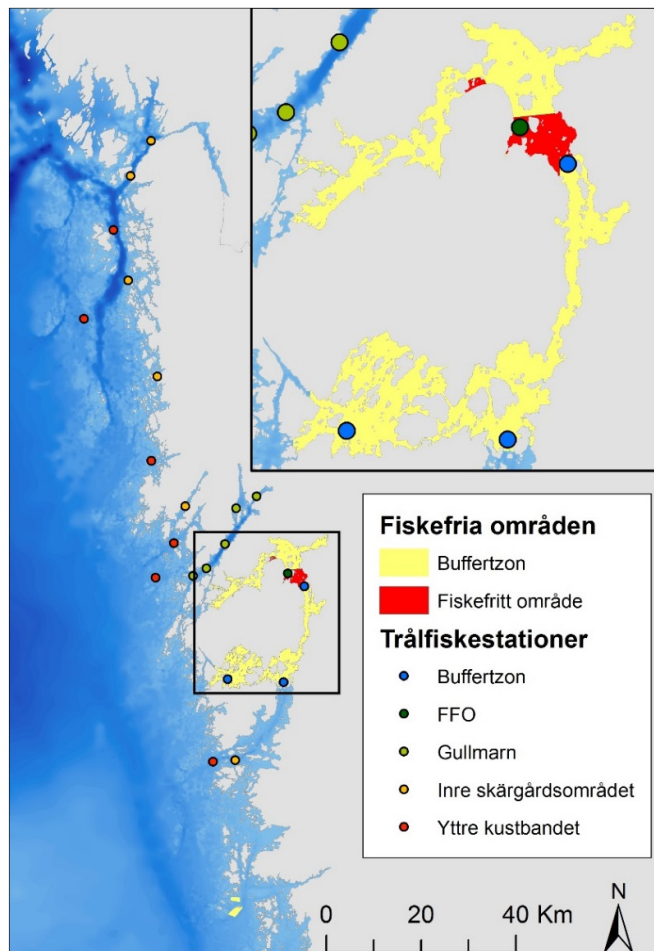 Fiskefria områden
Buffertzon
Fiskefritt område
Trålfiskestationer
Buffertzon
FFO
Gullmarn
Inre skärgårdsområdet
Yttre kustbandet
N
0 20 40 Km